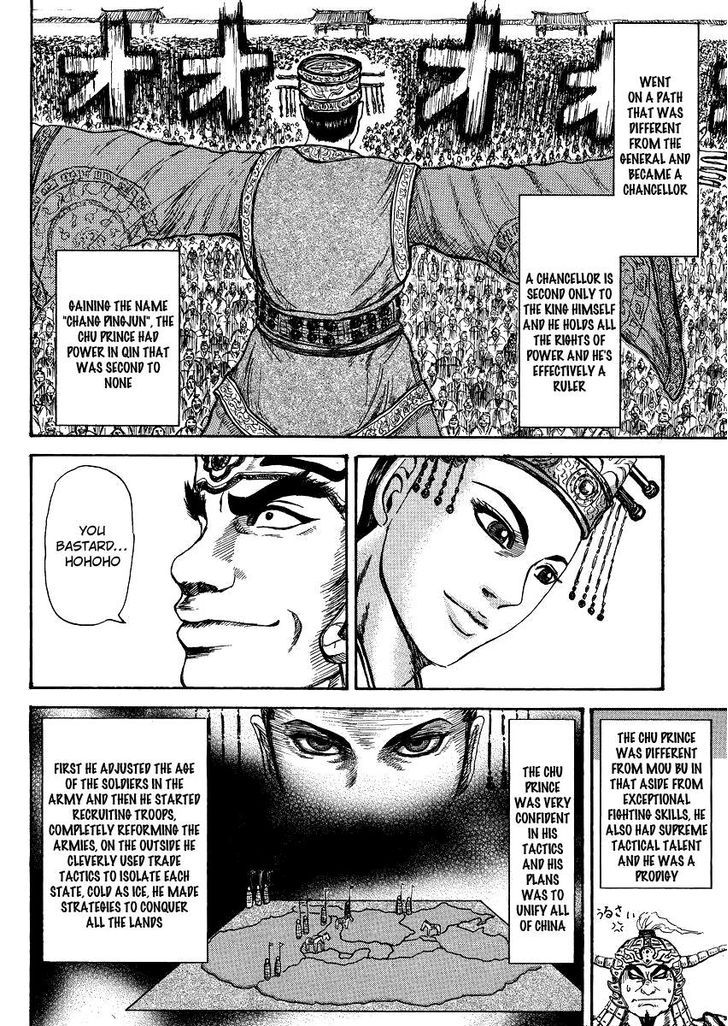 オオオオ
WENT
ON A PATH
THAT WAS
DIFFERENT
FROM THE
GENERAL AND
BECAME A
CHANCELLOR
A CHANCELLOR IS
SECOND ONLY TO
THE KING HIMSELF
AND HE HOLDS ALL
THE RIGHTS OF
POWER AND HE'S
EFFECTIVELY A
RULER
GAINING THE NAME
"CHANG PINGJUN", THE
CHU PRINCE HAD
POWER IN QIN THAT
WAS SECOND TO
NONE
YOU
BASTARD...
HOHOHO
THE CHU PRINCE
WAS DIFFERENT
FROM MOU BU IN
THAT ASIDE FROM
EXCEPTIONAL
FIGHTING SKILLS, HE
ALSO HAD SUPREME
TACTICAL TALENT
AND HE WAS A
PRODIGY
うるさい
THE CHU
PRINCE
WAS VERY
CONFIDENT
IN HIS
TACTICS
AND HIS
PLANS
WAS TO
UNIFY ALL
OF CHINA
FIRST HE ADJUSTED THE AGE
OF THE SOLDIERS IN THE
ARMY AND THEN HE STARTED
RECRUITING TROOPS,
COMPLETELY REFORMING THE
ARMIES, ON THE OUTSIDE HE
CLEVERLY USED TRADE
TACTICS TO ISOLATE EACH
STATE, COLD AS ICE, HE MADE
STRATEGIES TO CONQUER
ALL THE LANDS